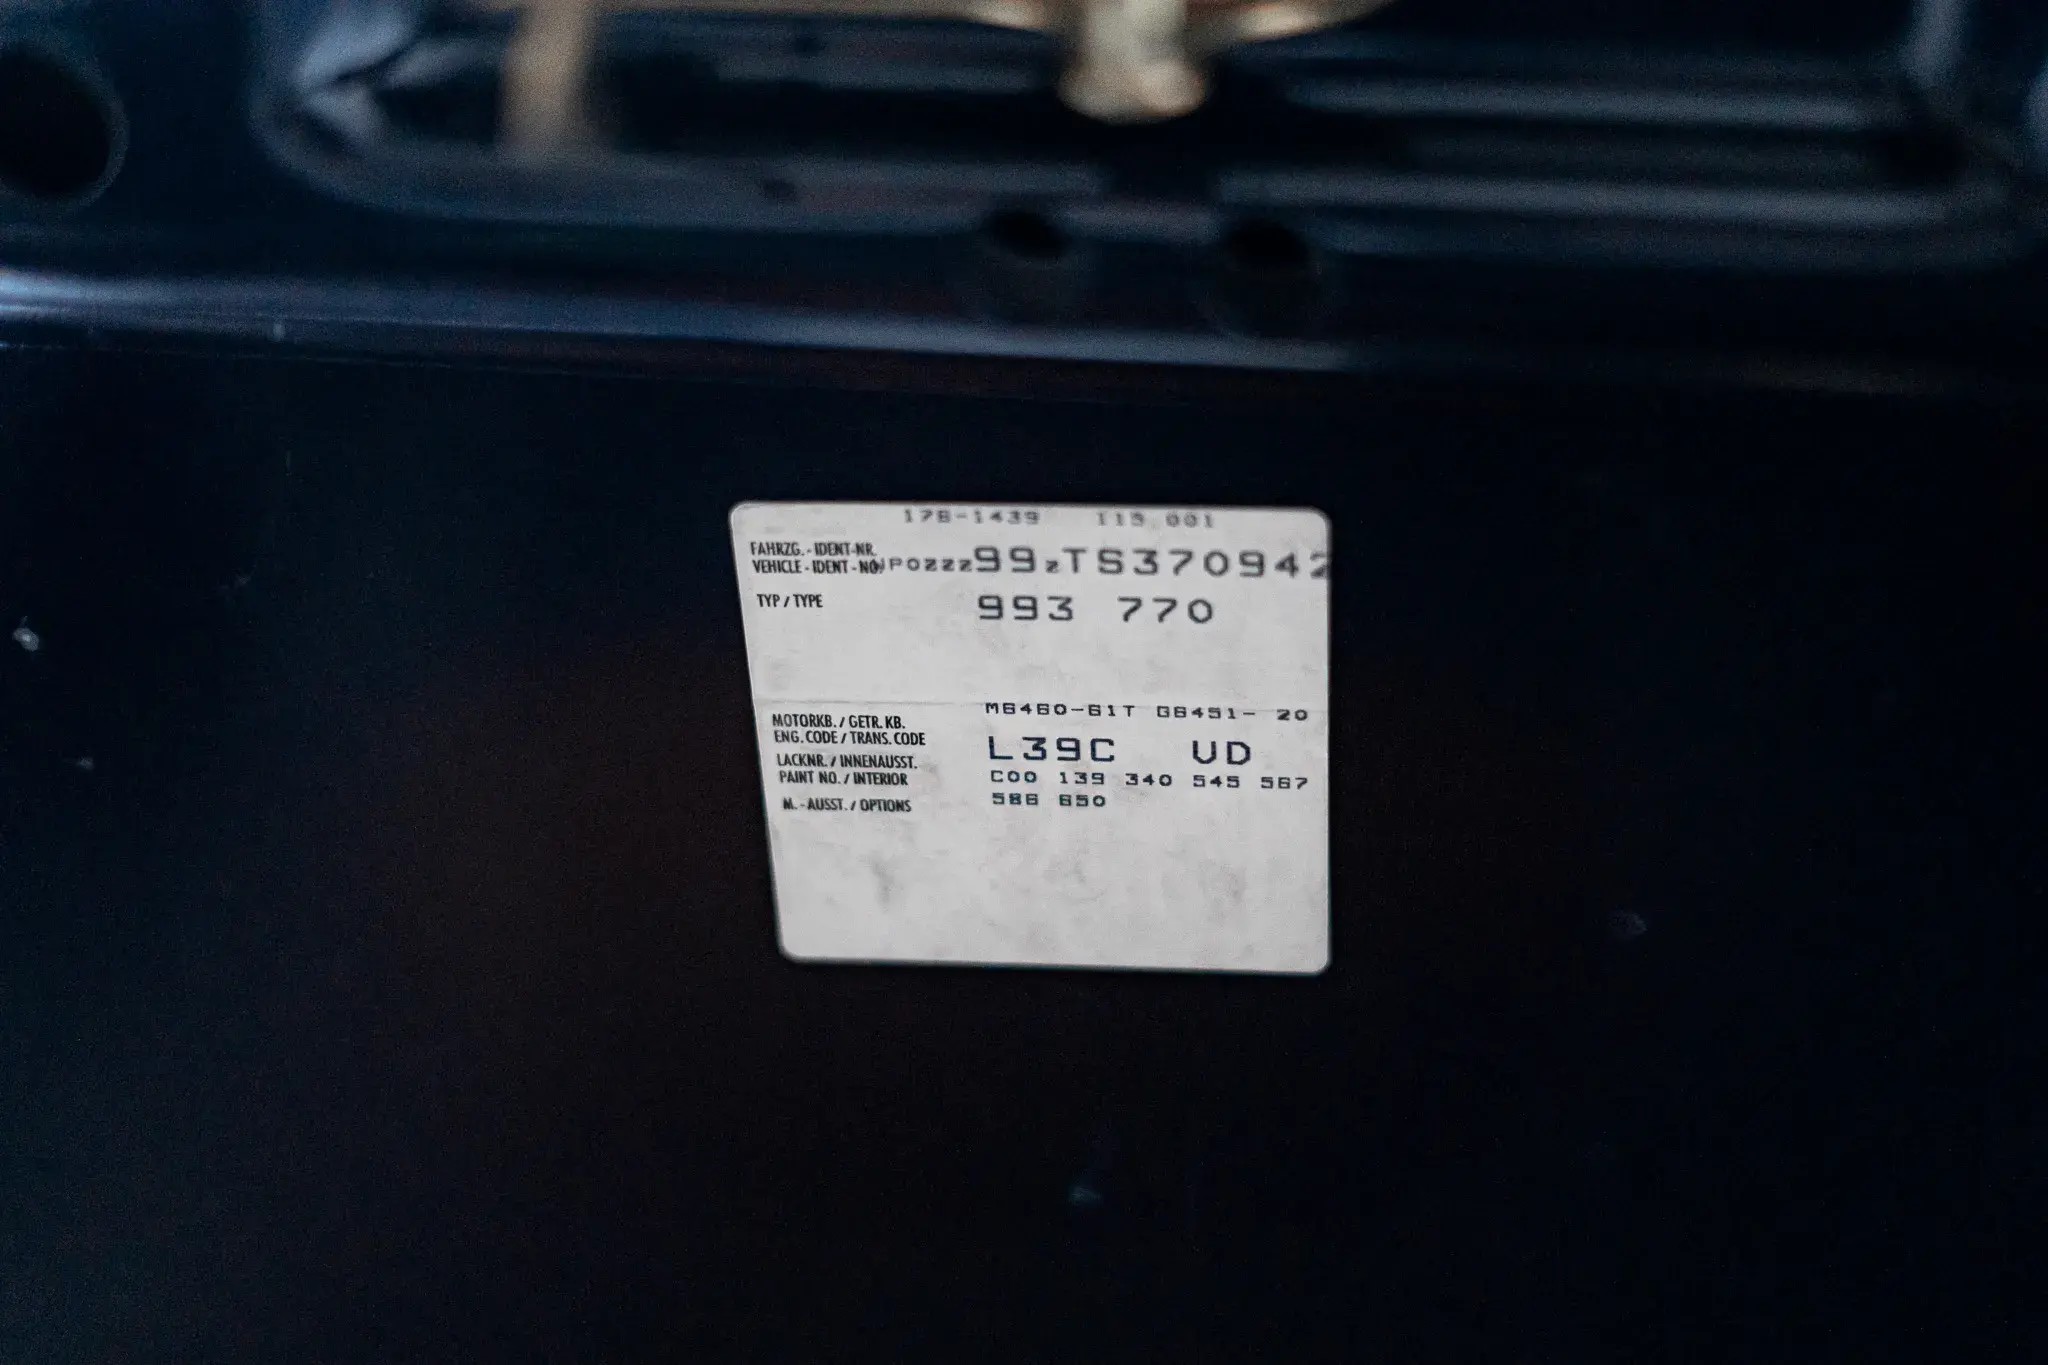 178-1439 115 001
FAHRZG.-IDENT-NR.
VEHICLE-IDENT-NO. WP0ZZZ99ZTS370942
TYP / TYPE 993 770
M6460-61T G6451- 20
MOTORKB. / GETR. KB.
ENG. CODE / TRANS. CODE
L39C VD
LACKNR. / INNENAUSST.
PAINT NO. / INTERIOR
C00 139 340 545 567
M.-AUSST. / OPTIONS 586 650